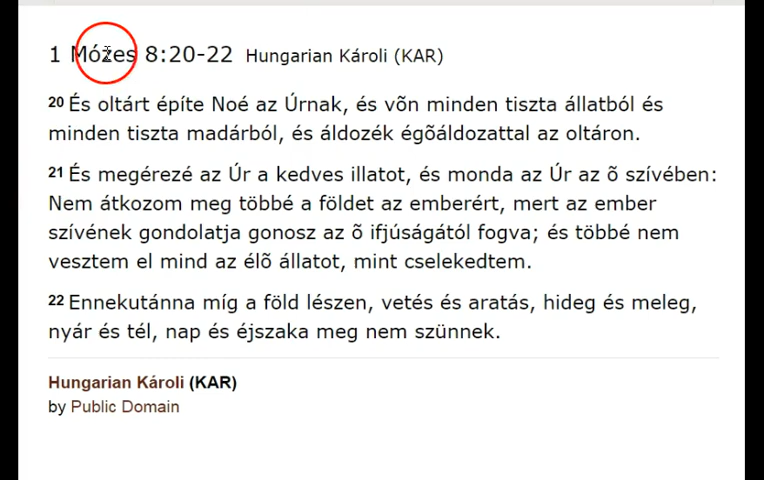 1 Mózes 8:20-22 Hungarian Károli (KAR)
20 És oltárt építe Noé az Úrnak, és võn minden tiszta állatból és
minden tiszta madárból, és áldozék égõáldozattal az oltáron.
21 És megérezé az Úr a kedves illatot, és monda az Úr az õ szívében:
Nem átkozom meg többé a földet az emberért, mert az ember
szívének gondolatja gonosz az õ ifjúságától fogva; és többé nem
vesztem el mind az élõ állatot, mint cselekedtem.
22 Ennekutánna míg a föld lészen, vetés és aratás, hideg és meleg,
nyár és tél, nap és éjszaka meg nem szünnek.
Hungarian Károli (KAR)
by Public Domain